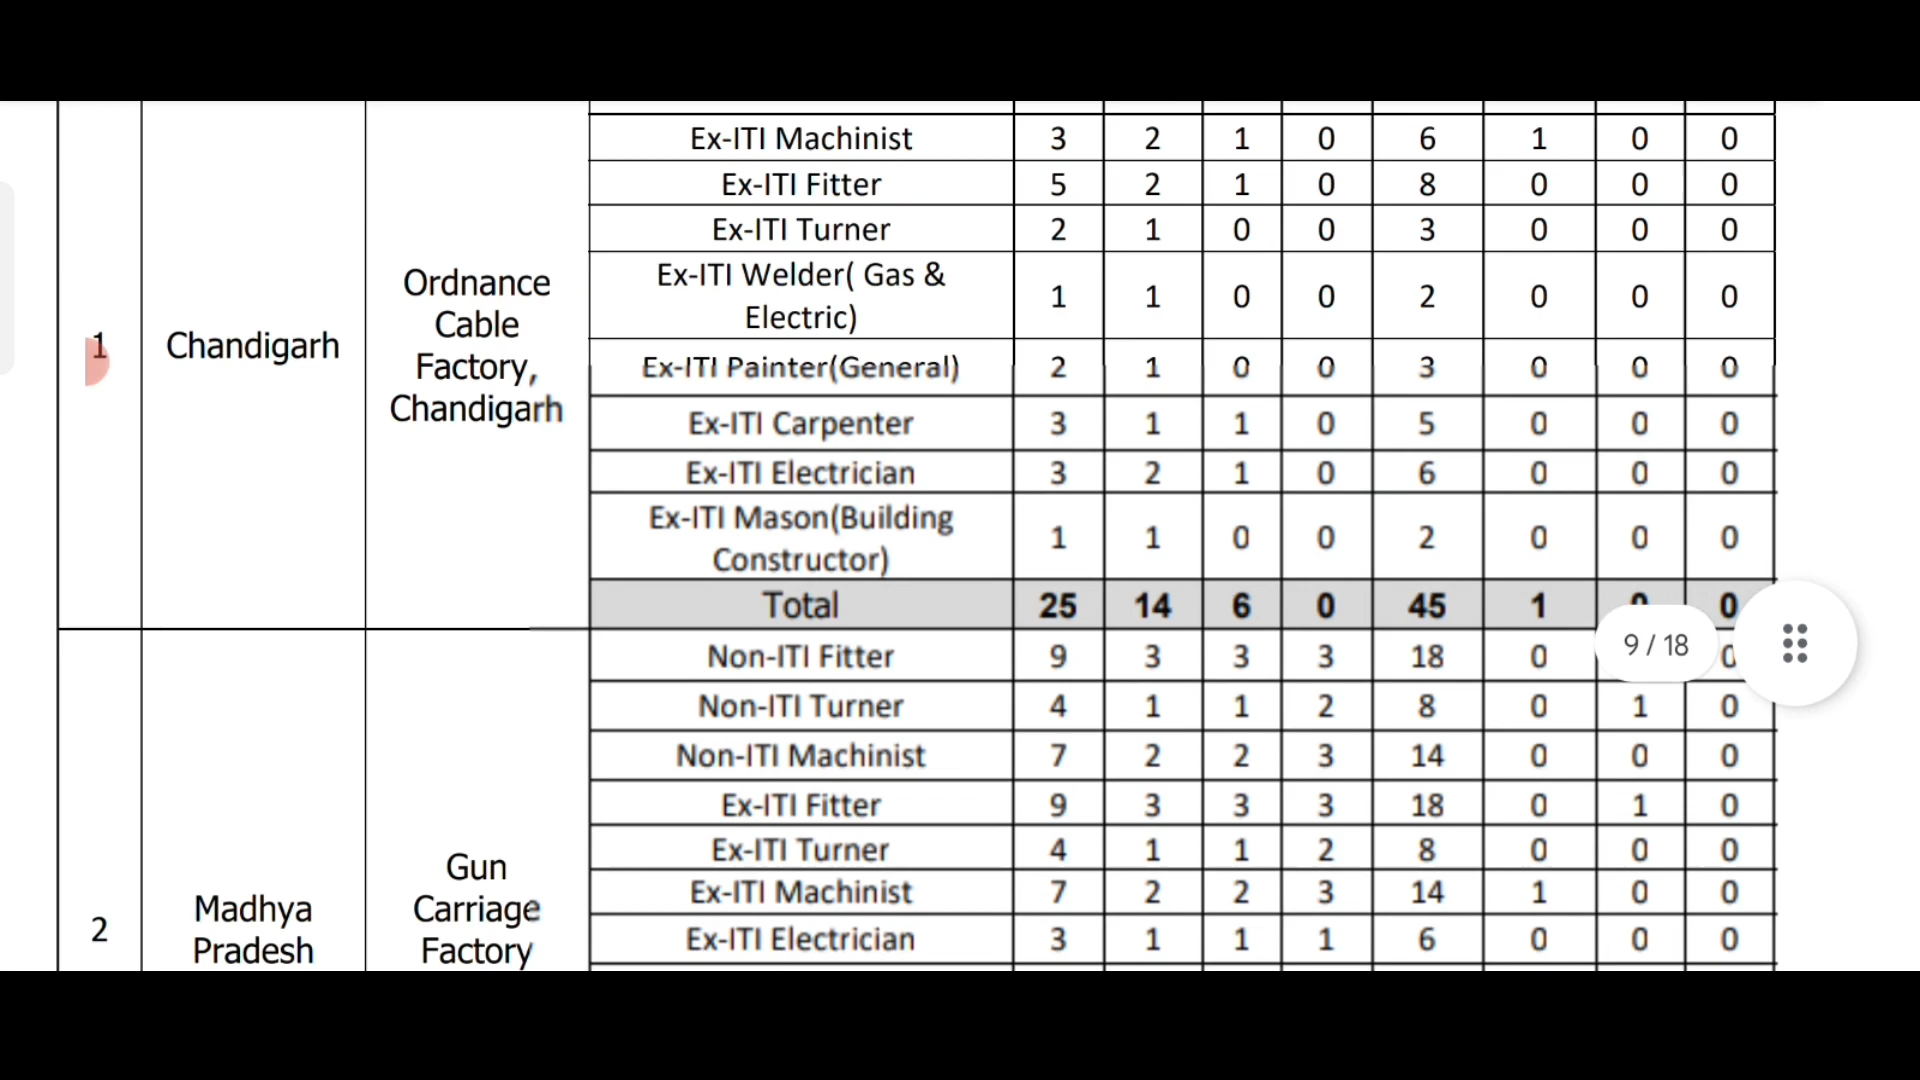 Ex-ITI Machinist 3 2 1 0 6 1 0 0
Ex-ITI Fitter 5 2 1 0 8 0 0 0
Ex-ITI Turner 2 1 0 0 3 0 0 0
Ex-ITI Welder( Gas &
Electric) 1 1 0 0 2 0 0 0
1 Chandigarh Ordnance
Cable
Factory,
Chandigarh
Ex-ITI Painter(General) 2 1 0 0 3 0 0 0
Ex-ITI Carpenter 3 1 1 0 5 0 0 0
Ex-ITI Electrician 3 2 1 0 6 0 0 0
Ex-ITI Mason(Building
Constructor) 1 1 0 0 2 0 0 0
Total 25 14 6 0 45 1 0 0
Non-ITI Fitter 9 3 3 3 18 0 0
9 / 18
Non-ITI Turner 4 1 1 2 8 0 1 0
Non-ITI Machinist 7 2 2 3 14 0 0 0
Ex-ITI Fitter 9 3 3 3 18 0 1 0
Ex-ITI Turner 4 1 1 2 8 0 0 0
Ex-ITI Machinist 7 2 2 3 14 1 0 0
Ex-ITI Electrician 3 1 1 1 6 0 0 0
2 Madhya
Pradesh
Gun
Carriage
Factory